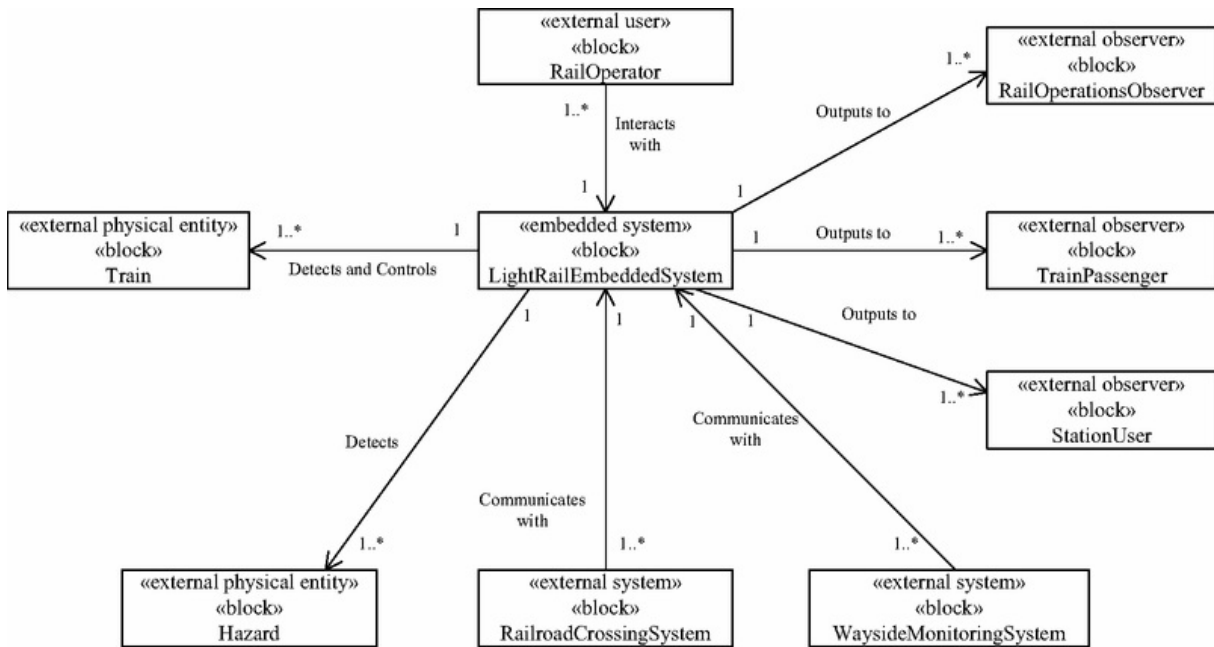 «external user»
«block»
RailOperator
1..*
Interacts
with
1
«external observer»
«block»
RailOperationsObserver
1..*
Outputs to
1
«external physical entity»
«block»
Train
1..*
Detects and Controls
1
«embedded system»
«block»
LightRailEmbeddedSystem
1
Outputs to
1..*
«external observer»
«block»
TrainPassenger
1
Outputs to
1..*
«external observer»
«block»
StationUser
1
Detects
1..*
«external physical entity»
«block»
Hazard
1
Communicates
with
1..*
«external system»
«block»
RailroadCrossingSystem
1
Communicates
with
1..*
«external system»
«block»
WaysideMonitoringSystem